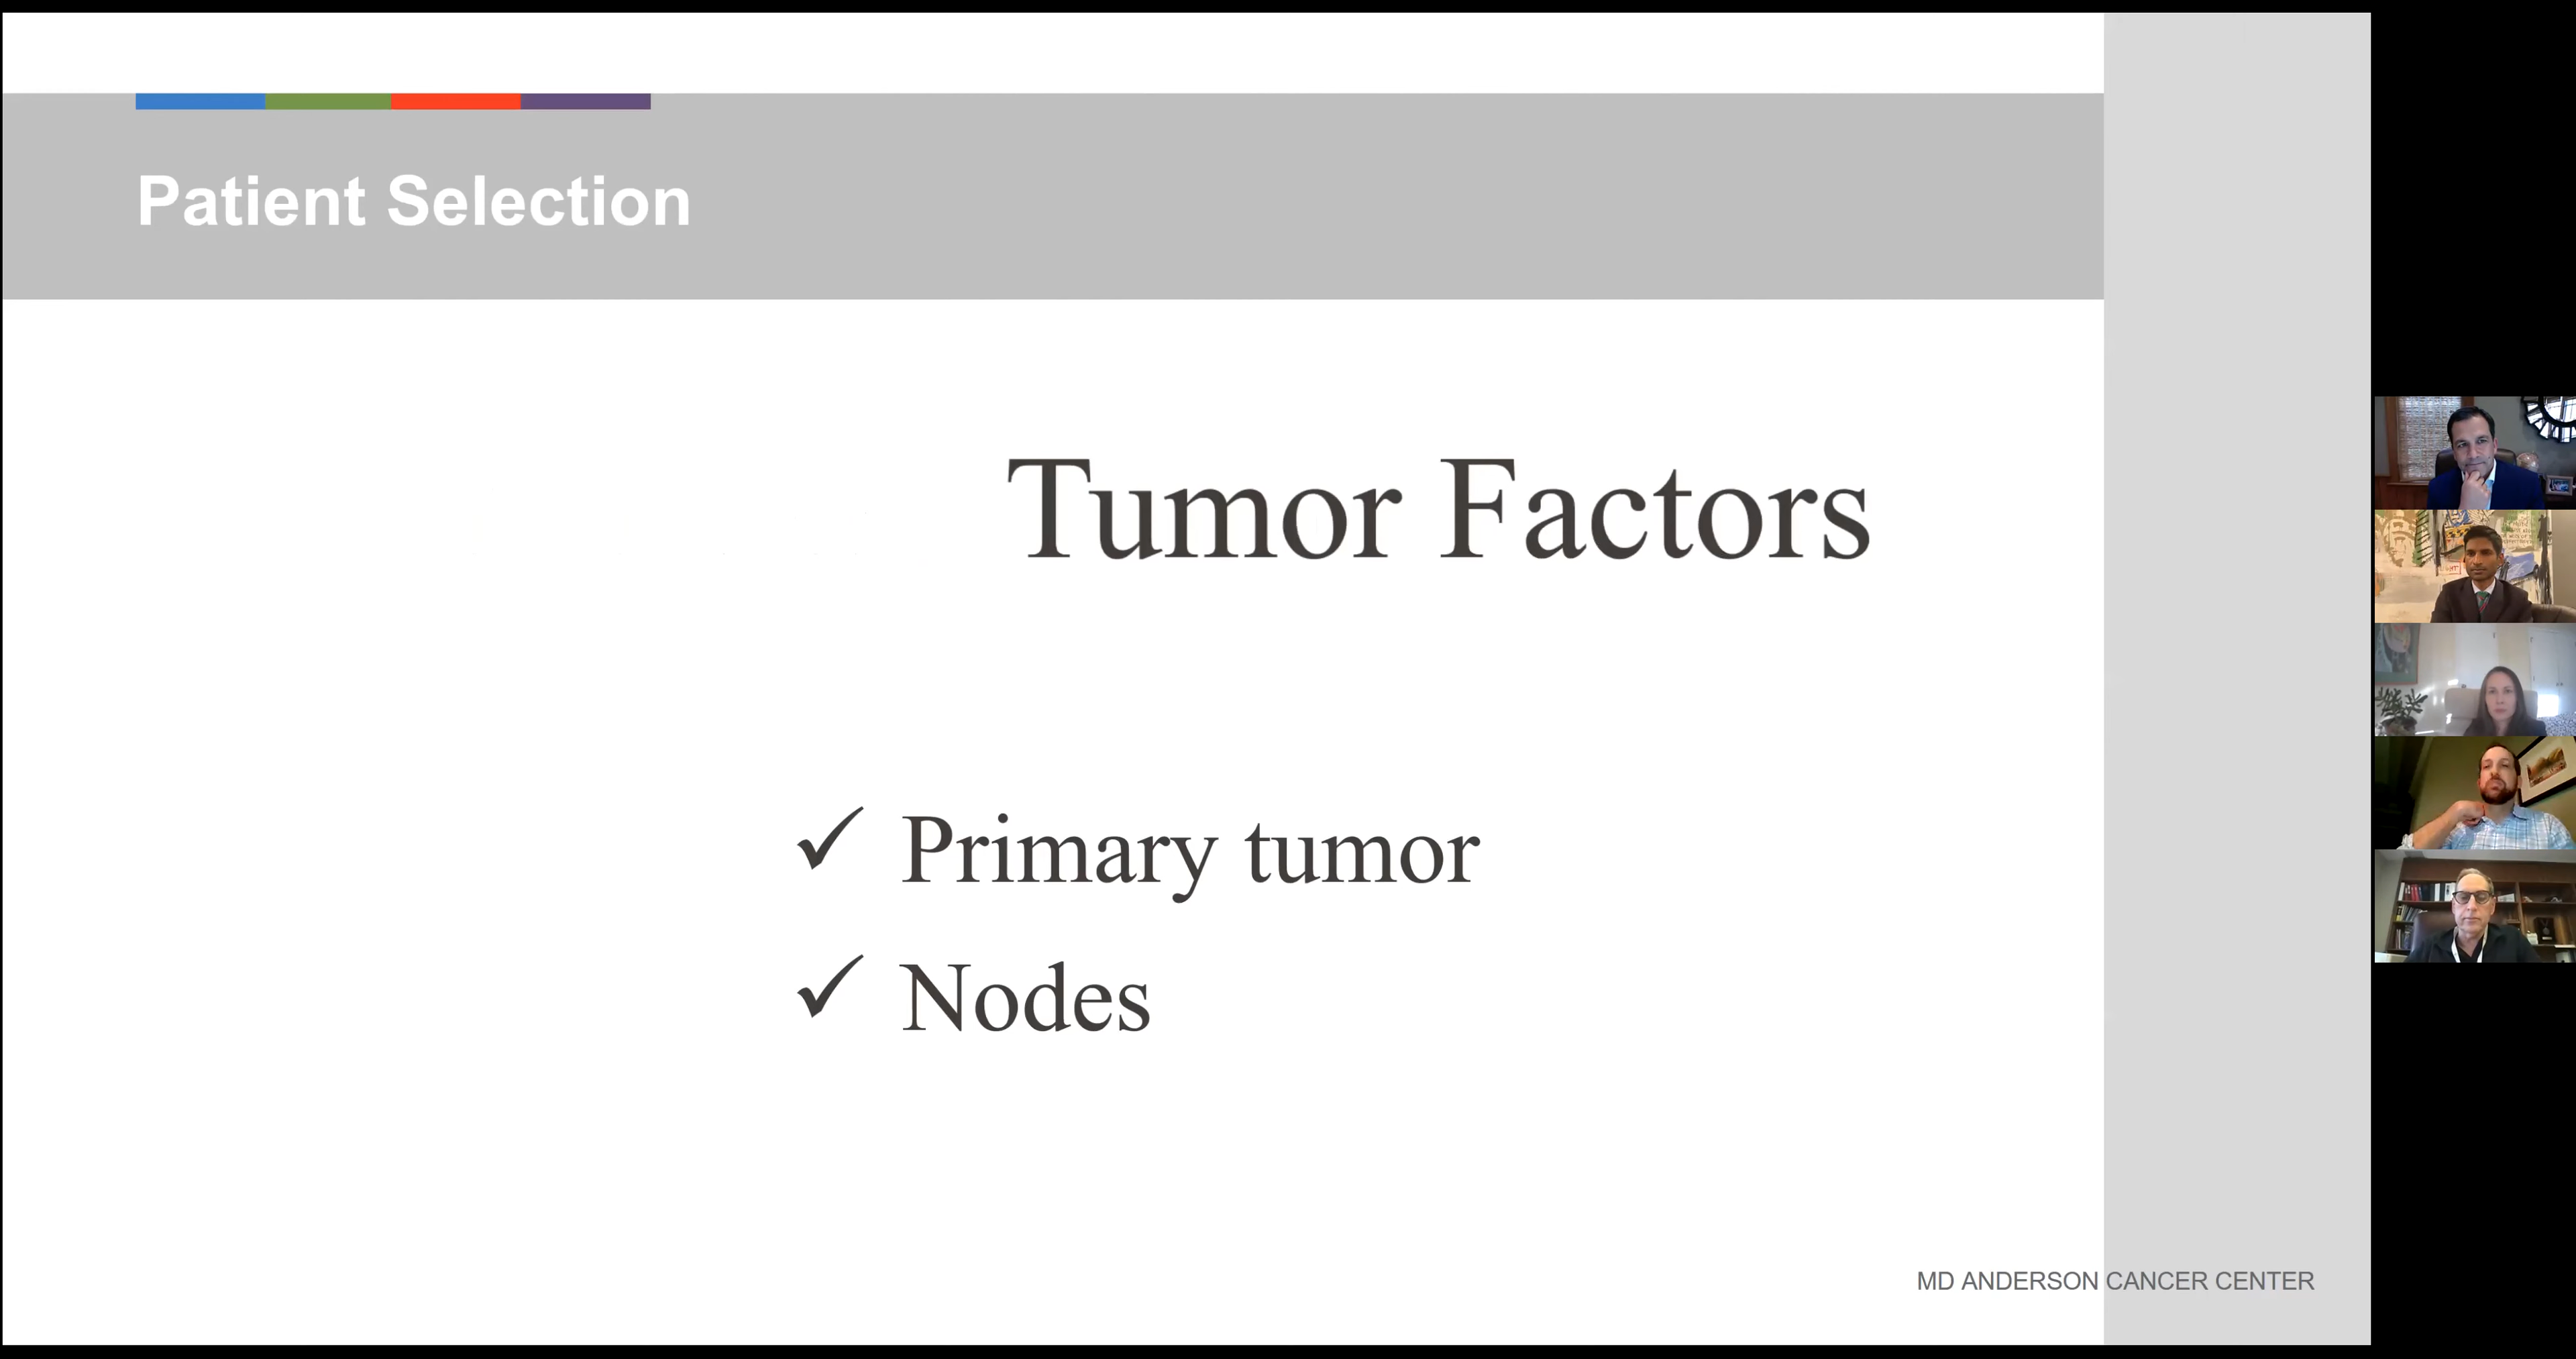 Patient Selection
Tumor Factors
✓ Primary tumor
✓ Nodes
MD ANDERSON CANCER CENTER